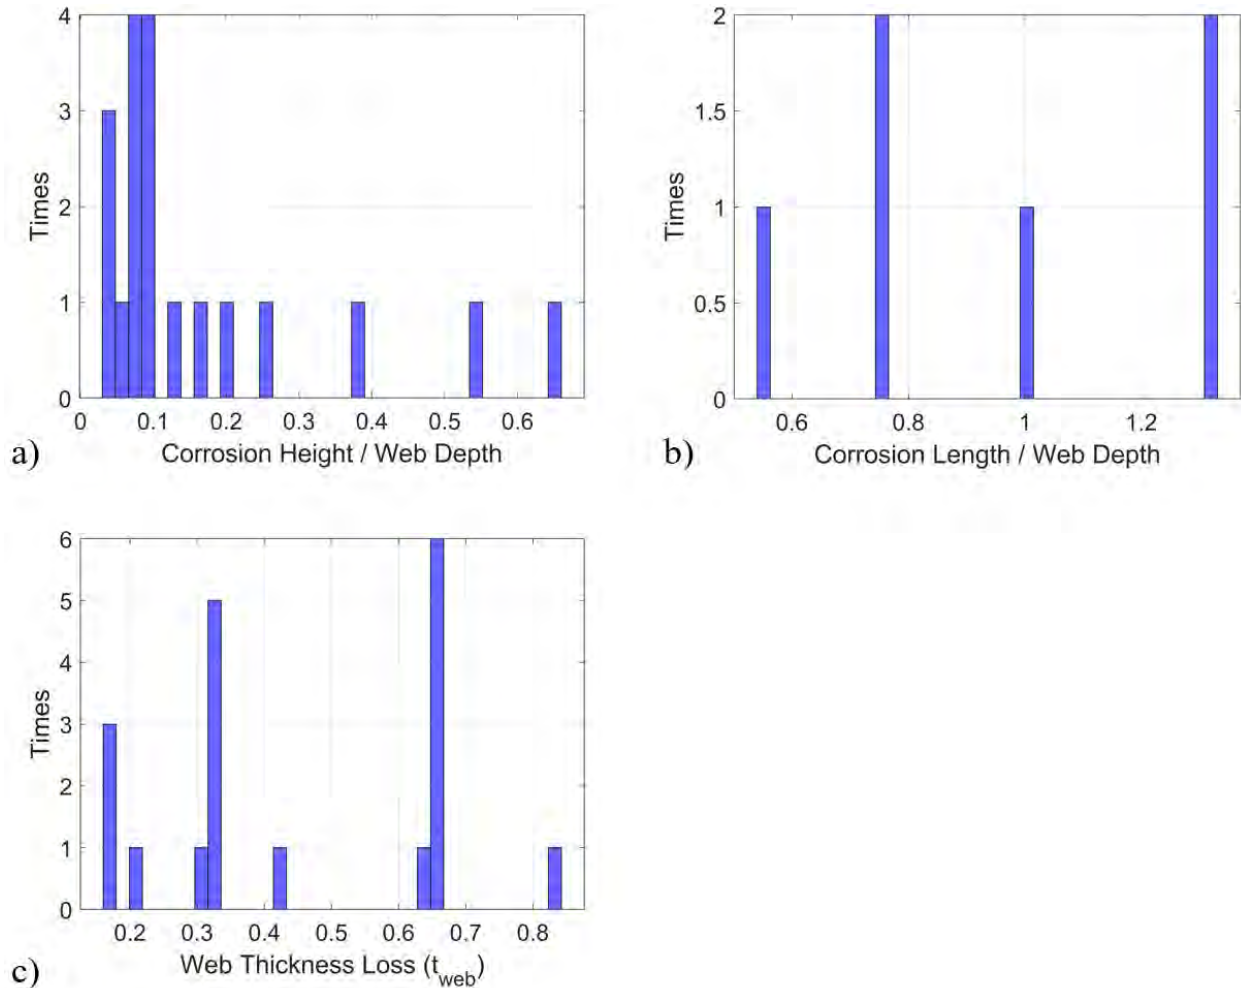 4
3
2
1
0
Times
0 0.1 0.2 0.3 0.4 0.5 0.6
Corrosion Height / Web Depth
a)
2
1.5
1
0.5
0
Times
0.6 0.8 1 1.2
Corrosion Length / Web Depth
b)
6
5
4
3
2
1
0
Times
0.2 0.3 0.4 0.5 0.6 0.7 0.8
Web Thickness Loss (t_web)
c)